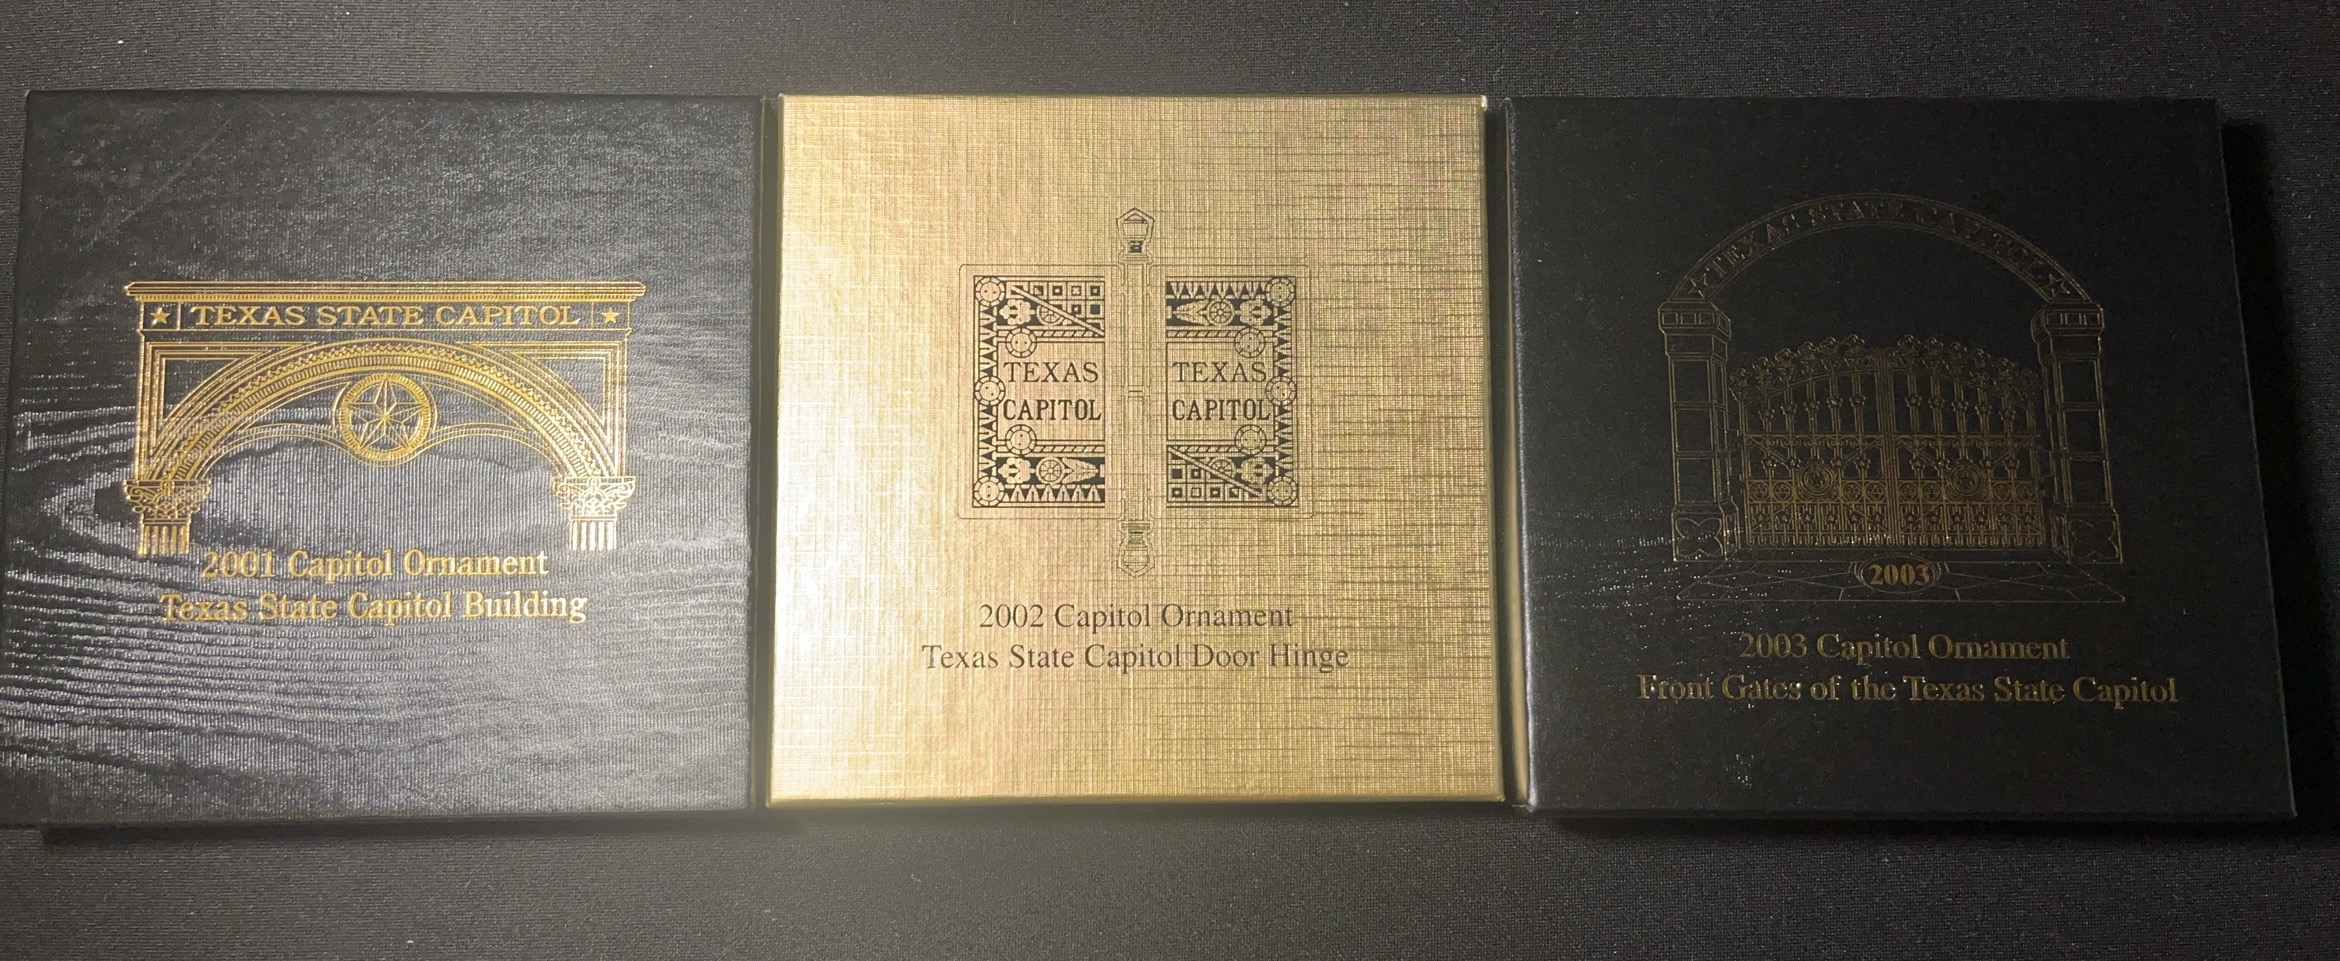 TEXAS STATE CAPITOL
2001 Capitol Ornament
Texas State Capitol Building
TEXAS
CAPITOL
TEXAS
CAPITOL
2002 Capitol Ornament
Texas State Capitol Door Hinge
TEXAS STATE CAPITOL
2003
2003 Capitol Ornament
Front Gates of the Texas State Capitol